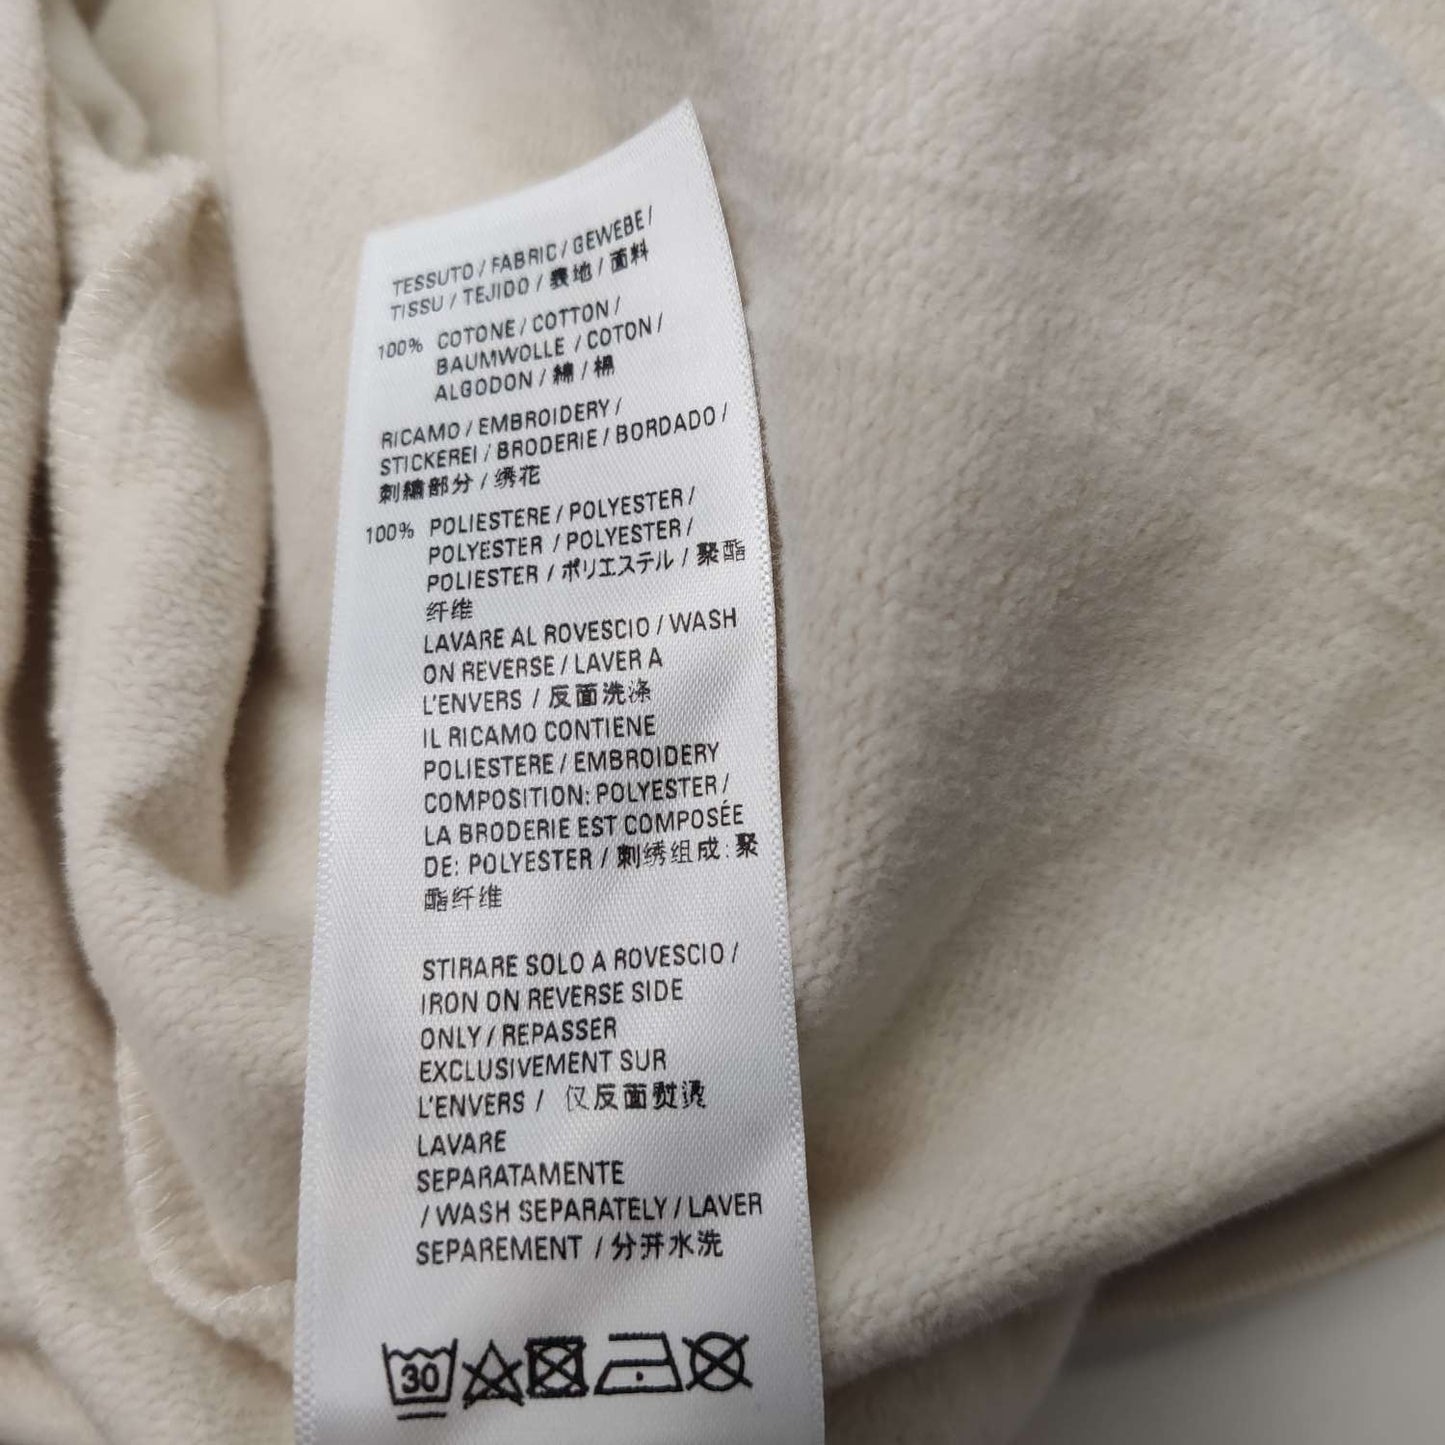 TESSUTO / FABRIC / GEWEBE /
TISSU / TEJIDO / 表地 / 面料
100% COTONE / COTTON /
BAUMWOLLE / COTON /
ALGODON / 綿 / 棉
RICAMO / EMBROIDERY /
STICKEREI / BRODERIE / BORDADO /
刺繍部分 / 绣花
100% POLIESTERE / POLYESTER /
POLYESTER / POLYESTER /
POLIESTER / ポリエステル / 聚酯
纤维
LAVARE AL ROVESCIO / WASH
ON REVERSE / LAVER A
L'ENVERS / 反面洗涤
IL RICAMO CONTIENE
POLIESTERE / EMBROIDERY
COMPOSITION: POLYESTER /
LA BRODERIE EST COMPOSÉE
DE: POLYESTER / 刺绣组成: 聚
酯纤维
STIRARE SOLO A ROVESCIO /
IRON ON REVERSE SIDE
ONLY / REPASSER
EXCLUSIVEMENT SUR
L'ENVERS / 仅反面熨烫
LAVARE
SEPARATAMENTE
/ WASH SEPARATELY / LAVER
SEPAREMENT / 分开水洗
30